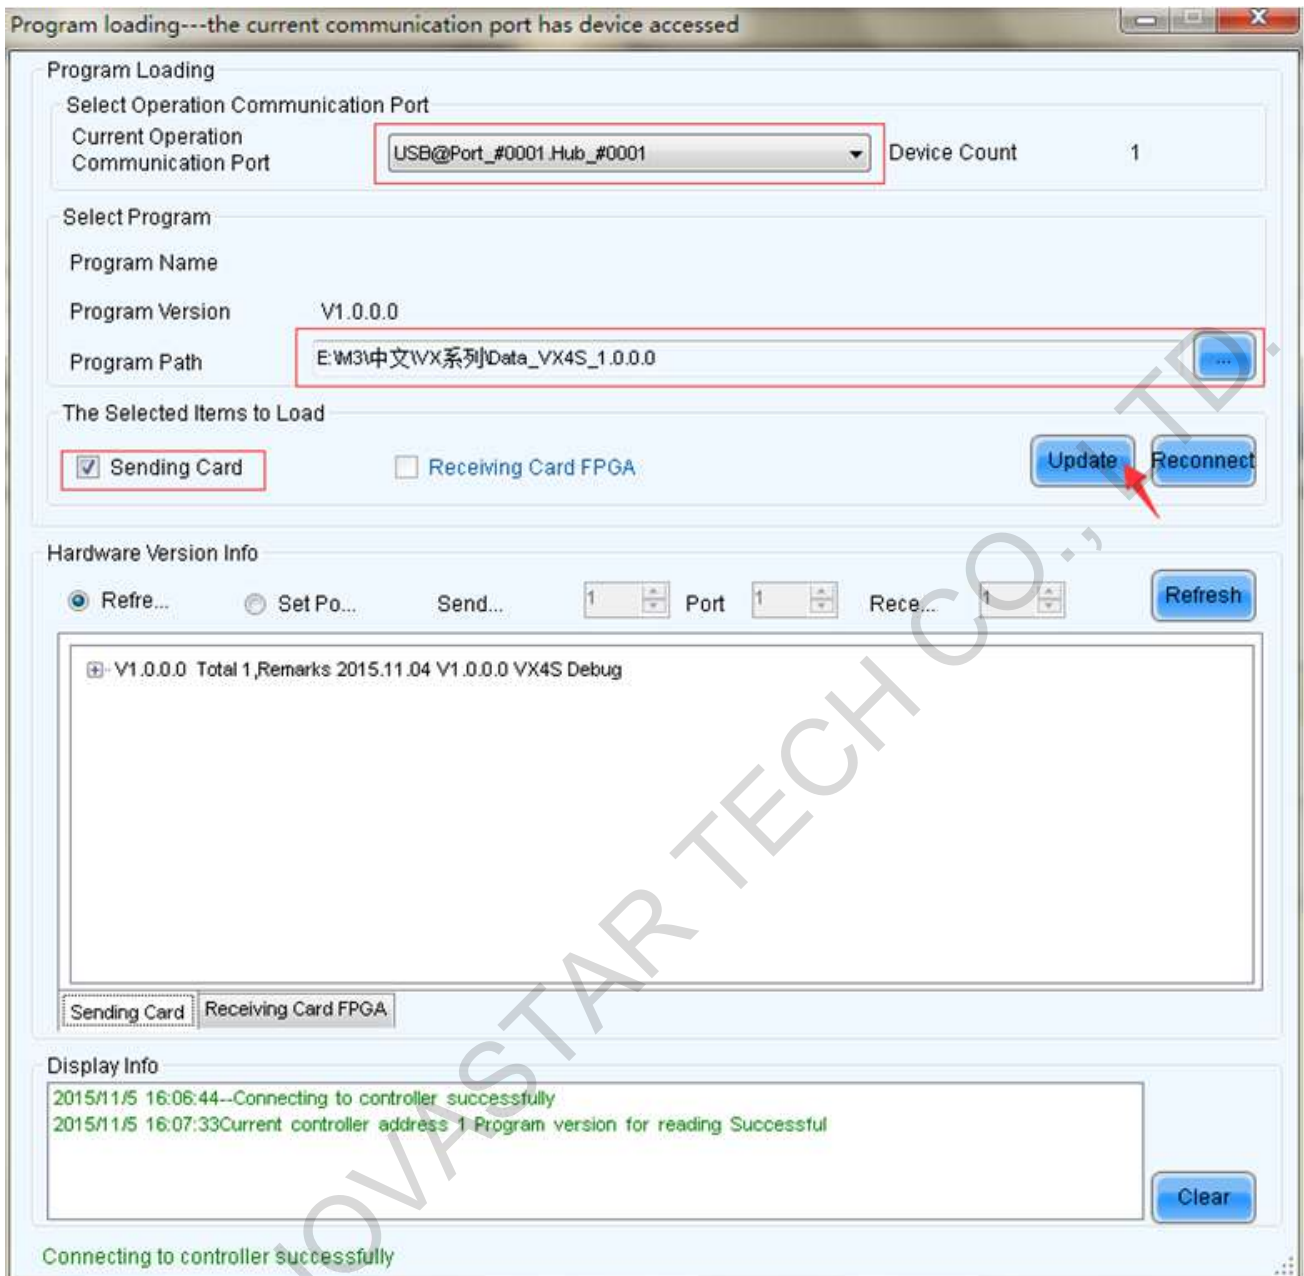 Program loading---the current communication port has device accessed
Program Loading
Select Operation Communication Port
Current Operation
Communication Port
USB@Port_#0001.Hub_#0001
Device Count 1
Select Program
Program Name
Program Version V1.0.0.0
Program Path E:\M3\中文\VX系列\Data_VX4S_1.0.0.0 ...
The Selected Items to Load
Sending Card Receiving Card FPGA Update Reconnect
Hardware Version Info
Refre... Set Po... Send... 1 Port 1 Rece... 1 Refresh
V1.0.0.0 Total 1,Remarks 2015.11.04 V1.0.0.0 VX4S Debug
Sending Card Receiving Card FPGA
Display Info
2015/11/5 16:06:44--Connecting to controller successfully
2015/11/5 16:07:33Current controller address 1 Program version for reading Successful
Clear
Connecting to controller successfully
OVASTAR TECH CO., LTD.